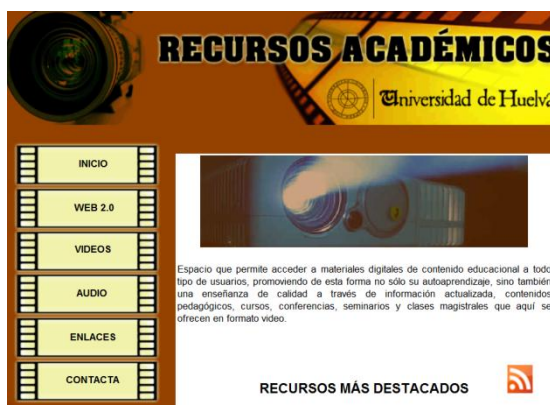 RECURSOS ACADÉMICOS
Universidad de Huelva
INICIO
WEB 2.0
VIDEOS
AUDIO
ENLACES
CONTACTA
Espacio que permite acceder a materiales digitales de contenido educacional a todo
tipo de usuarios, promoviendo de esta forma no sólo su autoaprendizaje, sino también
una enseñanza de calidad a través de información actualizada, contenidos
pedagógicos, cursos, conferencias, seminarios y clases magistrales que aquí se
ofrecen en formato video.
RECURSOS MÁS DESTACADOS